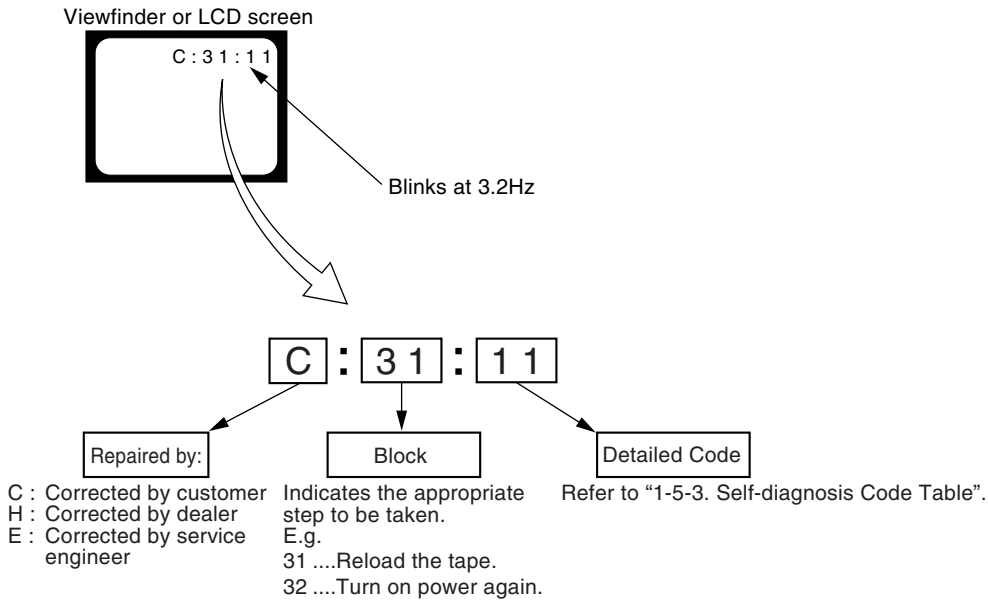 Viewfinder or LCD screen
C : 3 1 : 1 1
Blinks at 3.2Hz
C : 3 1 : 1 1
Repaired by:
C : Corrected by customer
H : Corrected by dealer
E : Corrected by service
engineer
Block
Indicates the appropriate
step to be taken.
E.g.
31 ....Reload the tape.
32 ....Turn on power again.
Detailed Code
Refer to “1-5-3. Self-diagnosis Code Table”.